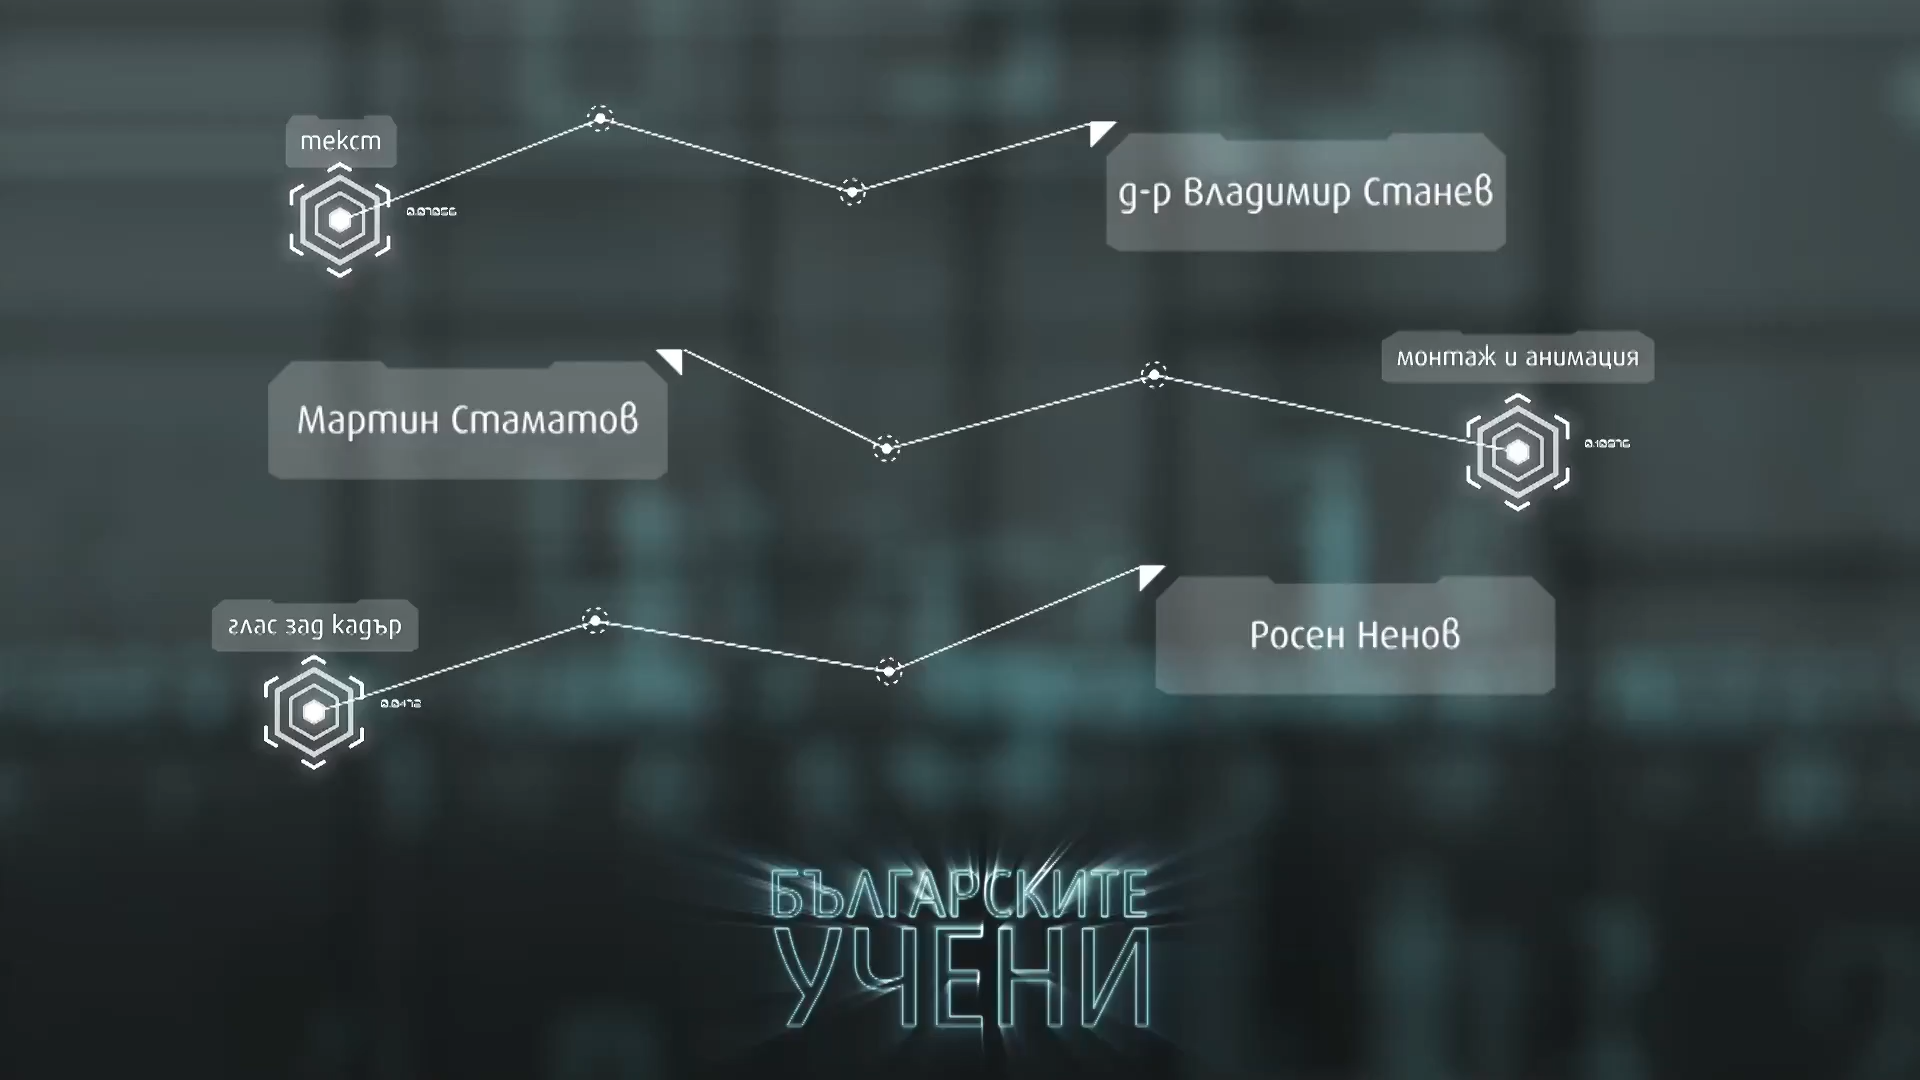 текст
д-р Владимир Станев
монтаж и анимация
Мартин Стаматов
глас зад кадър
Росен Ненов
БЪЛГАРСКИТЕ
УЧЕНИ